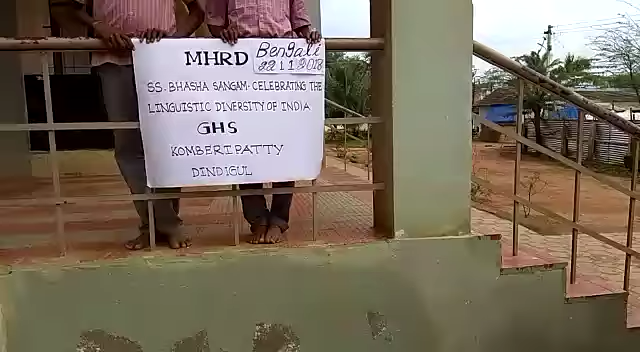 MHRD Bengali
22.11.2018
SS. BHASHA SANGAM-CELEBRATING THE
LINGUISTIC DIVERSITY OF INDIA
GHS
KOMBERIPATTY
DINDIGUL